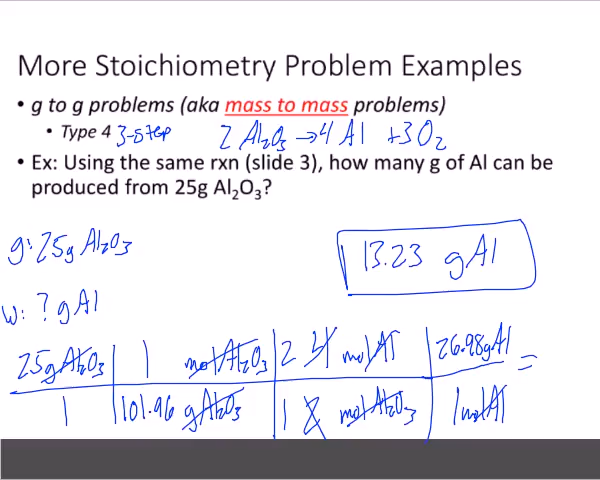 More Stoichiometry Problem Examples
• g to g problems (aka mass to mass problems)
• Type 4 3-step 2 Al₂O₃ → 4 Al + 3 O₂
• Ex: Using the same rxn (slide 3), how many g of Al can be
produced from 25g Al₂O₃?
g: 25g Al₂O₃
13.23 g Al
w: ? g Al
25g Al₂O₃ | 1 mol Al₂O₃ | 2 4 mol Al | 26.98g Al =
1 | 101.96 g Al₂O₃ | 1 2 mol Al₂O₃ | 1 mol Al